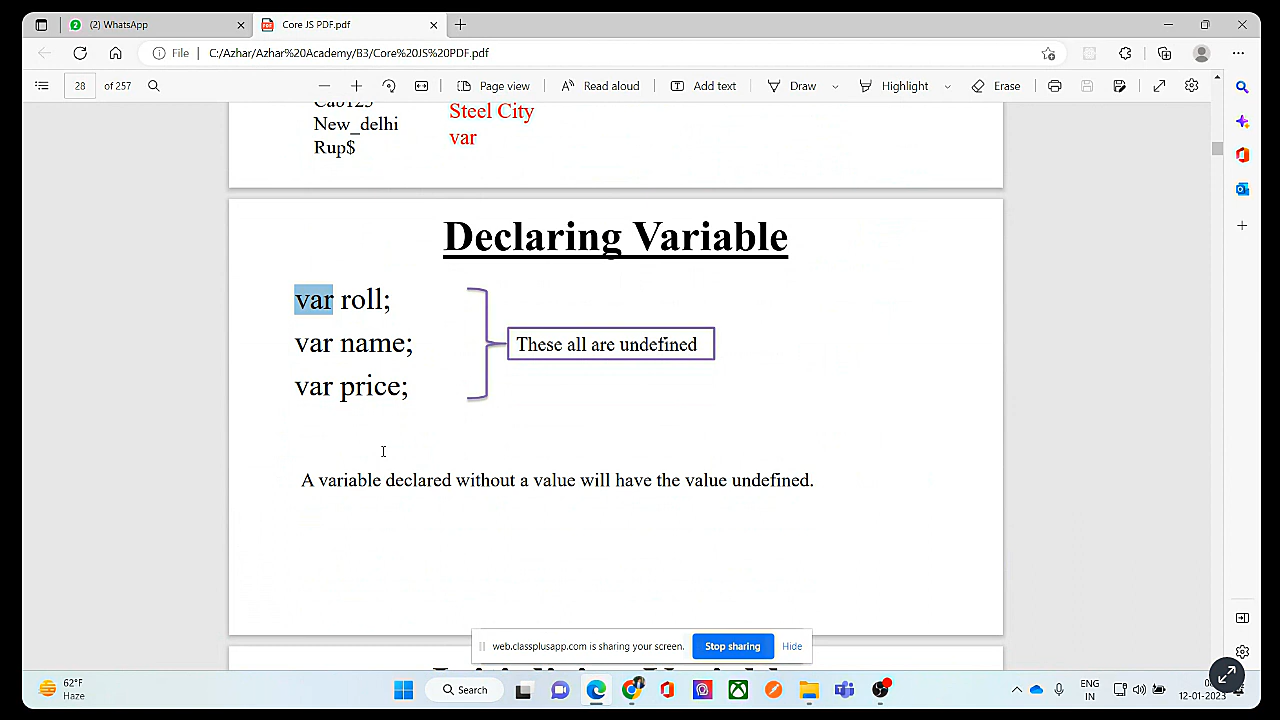 (2) WhatsApp
Core JS PDF.pdf
File
C:/Azhar/Azhar%20Academy/B3/Core%20JS%20PDF.pdf
28 of 257
Page view
Read aloud
Add text
Draw
Highlight
Erase
New_delhi
Rup$
Steel City
var
Declaring Variable
var roll;
var name;
var price;
These all are undefined
A variable declared without a value will have the value undefined.
web.classplusapp.com is sharing your screen.
Stop sharing
Hide
62°F
Haze
Search
ENG
IN
12-01-2023